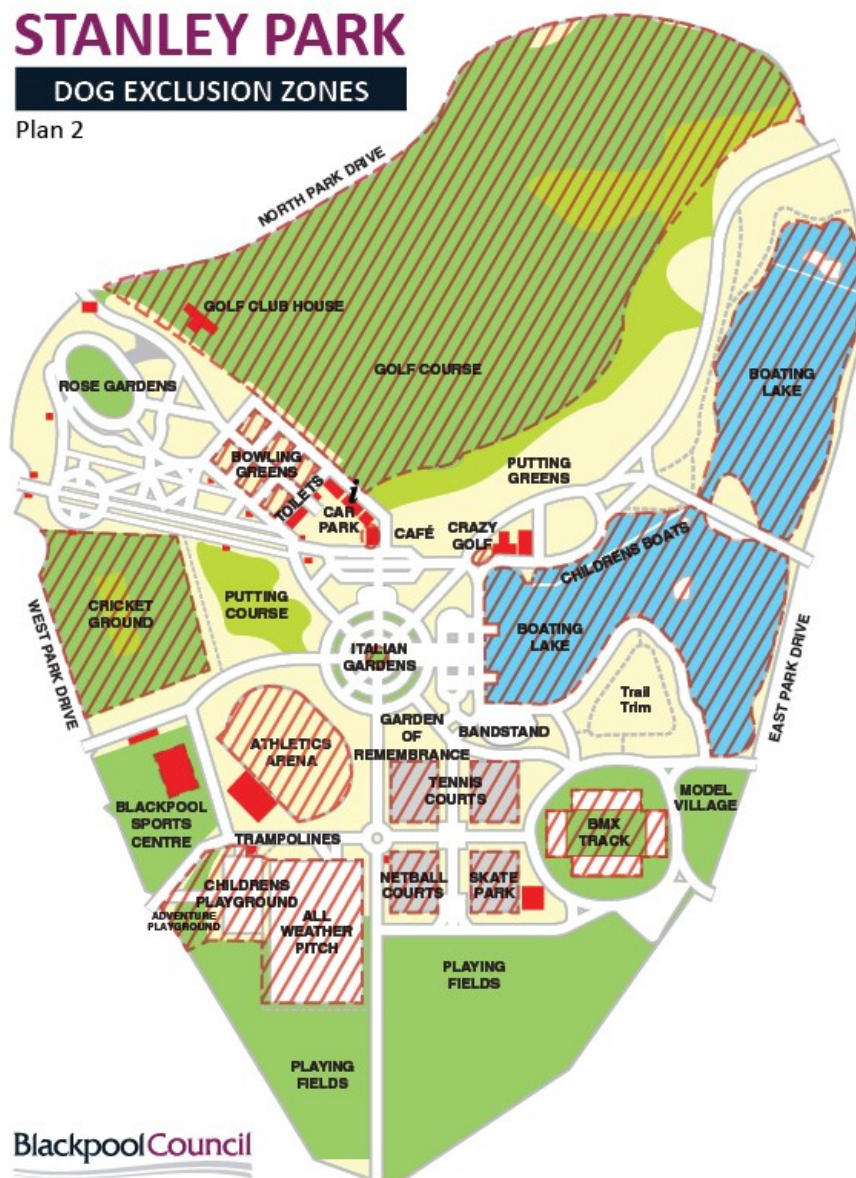 STANLEY PARK
DOG EXCLUSION ZONES
Plan 2
NORTH PARK DRIVE
GOLF CLUB HOUSE
GOLF COURSE
ROSE GARDENS
BOATING
LAKE
BOWLING
GREENS
PUTTING
GREENS
i
TOILETS
CAR
PARK
CAFÉ
CRAZY
GOLF
CHILDRENS BOATS
CRICKET
GROUND
PUTTING
COURSE
WEST PARK DRIVE
ITALIAN
GARDENS
BOATING
LAKE
EAST PARK DRIVE
Trail
Trim
GARDEN
OF
REMEMBRANCE
BANDSTAND
ATHLETICS
ARENA
TENNIS
COURTS
MODEL
VILLAGE
BLACKPOOL
SPORTS
CENTRE
TRAMPOLINES
BMX
TRACK
CHILDRENS
PLAYGROUND
NETBALL
COURTS
SKATE
PARK
ADVENTURE
PLAYGROUND
ALL
WEATHER
PITCH
PLAYING
FIELDS
PLAYING
FIELDS
BlackpoolCouncil